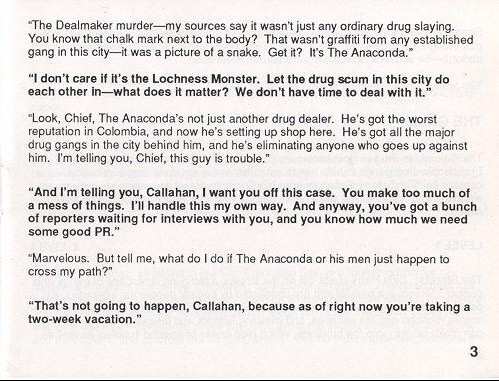 “The Dealmaker murder—my sources say it wasn't just any ordinary drug slaying.
You know that chalk mark next to the body?  That wasn't graffiti from any established
gang in this city—it was a picture of a snake.  Get it?  It's The Anaconda.”
“I don't care if it's the Lochness Monster.  Let the drug scum in this city do
each other in—what does it matter?  We don't have time to deal with it.”
“Look, Chief, The Anaconda's not just another drug dealer.  He's got the worst
reputation in Colombia, and now he's setting up shop here.  He's got all the major
drug gangs in the city behind him, and he's eliminating anyone who goes up against
him.  I'm telling you, Chief, this guy is trouble.”
“And I'm telling you, Callahan, I want you off this case.  You make too much of
a mess of things.  I'll handle this my own way.  And anyway, you've got a bunch
of reporters waiting for interviews with you, and you know how much we need
some good PR.”
“Marvelous.  But tell me, what do I do if The Anaconda or his men just happen to
cross my path?”
“That's not going to happen, Callahan, because as of right now you're taking a
two-week vacation.”
3